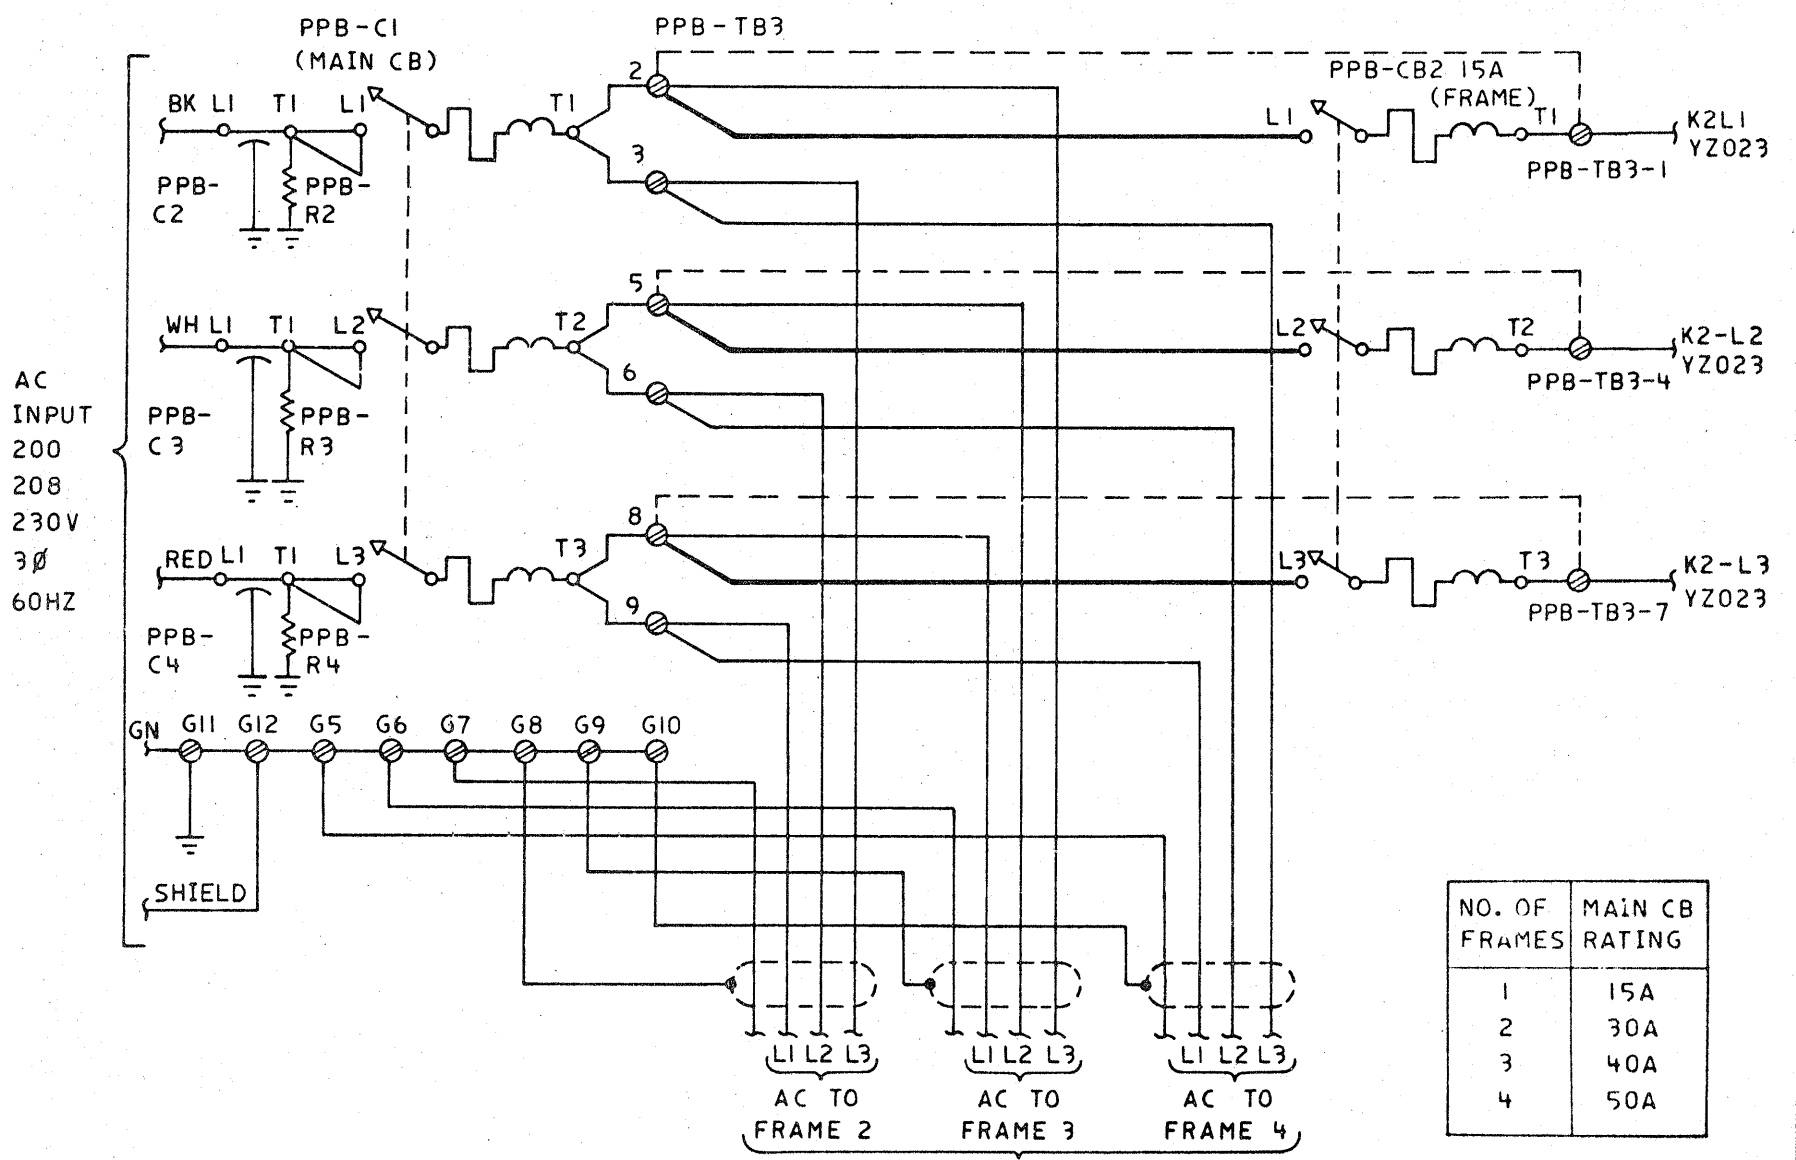 PPB-C1
(MAIN CB)
PPB-TB3
PPB-CB2 15A
(FRAME)
BK L1 T1 L1
T1
2
3
L1
T1
K2L1
YZ023
PPB-TB3-1
PPB-
C2
PPB-
R2
WH L1 T1 L2
T2
5
6
L2
T2
K2-L2
YZ023
PPB-TB3-4
PPB-
C3
PPB-
R3
AC
INPUT
200
208
230V
3Ø
60HZ
RED L1 T1 L3
T3
8
9
L3
T3
K2-L3
YZ023
PPB-TB3-7
PPB-
C4
PPB-
R4
GN G11 G12 G5 G6 G7 G8 G9 G10
SHIELD
L1 L2 L3
AC TO
FRAME 2
L1 L2 L3
AC TO
FRAME 3
L1 L2 L3
AC TO
FRAME 4
NO. OF FRAMES
MAIN CB RATING
1 15A
2 30A
3 40A
4 50A